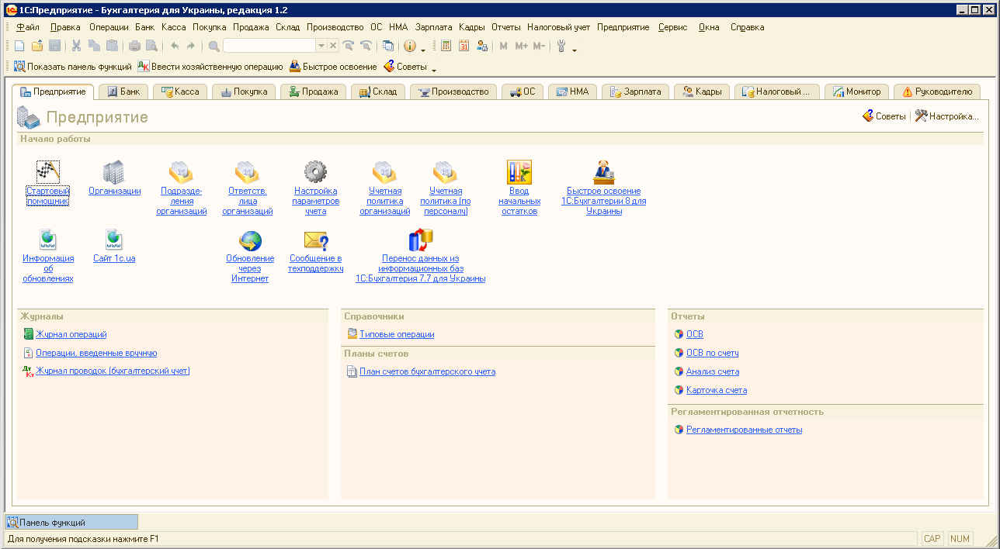 1С:Предприятие - Бухгалтерия для Украины, редакция 1.2
Файл Правка Операции Банк Касса Покупка Продажа Склад Производство ОС НМА Зарплата Кадры Отчеты Налоговый учет Предприятие Сервис Окна Справка
M M+ M-
Показать панель функций Ввести хозяйственную операцию Быстрое освоение Советы
Предприятие Банк Касса Покупка Продажа Склад Производство ОС НМА Зарплата Кадры Налоговый ... Монитор Руководителю
Предприятие
Советы Настройка...
Начало работы
Стартовый
помощник
Организации
Подразде-
ления
организаций
Ответств.
лица
организаций
Настройка
параметров
учета
Учетная
политика
организаций
Учетная
политика (по
персоналу)
Ввод
начальных
остатков
Быстрое освоение
1С:Бухгалтерии 8 для
Украины
Информация
об
обновлениях
Сайт 1c.ua
Обновление
через
Интернет
Сообщение в
техподдержку
Перенос данных из
информационных баз
1С:Бухгалтерия 7.7 для Украины
Журналы
Журнал операций
Операции, введенные вручную
Журнал проводок (бухгалтерский учет)
Справочники
Типовые операции
Планы счетов
План счетов бухгалтерского учета
Отчеты
ОСВ
ОСВ по счету
Анализ счета
Карточка счета
Регламентированная отчетность
Регламентированные отчеты
Панель функций
Для получения подсказки нажмите F1
CAP NUM